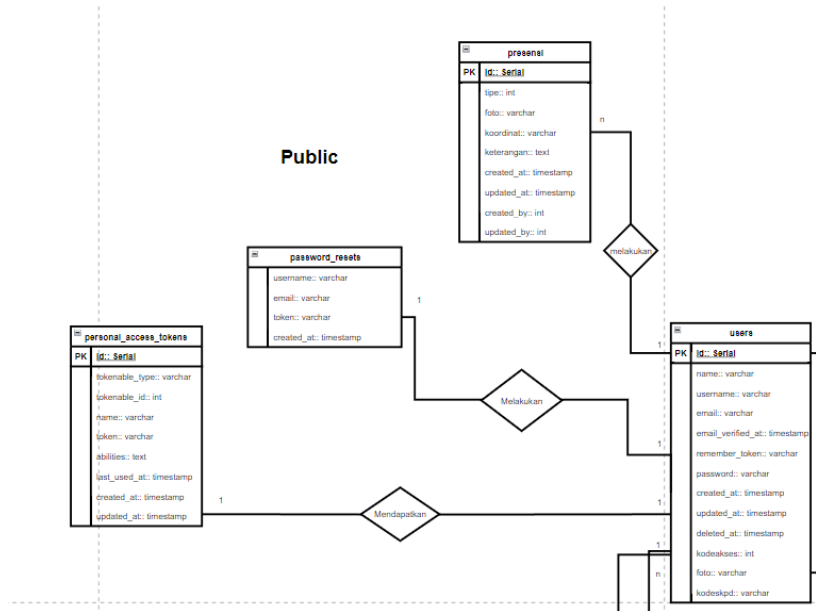 Public
presensi
PK
id:: Serial
tipe:: int
foto:: varchar
koordinat:: varchar
keterangan:: text
created_at:: timestamp
updated_at:: timestamp
created_by:: int
updated_by:: int
n
melakukan
1
password_resets
username:: varchar
email:: varchar
token:: varchar
created_at:: timestamp
1
Melakukan
1
personal_access_tokens
PK
id:: Serial
tokenable_type:: varchar
tokenable_id:: int
name:: varchar
token:: varchar
abilities:: text
last_used_at:: timestamp
created_at:: timestamp
updated_at:: timestamp
1
Mendapatkan
1
users
PK
id:: Serial
name:: varchar
username:: varchar
email:: varchar
email_verified_at:: timestamp
remember_token:: varchar
password:: varchar
created_at:: timestamp
updated_at:: timestamp
deleted_at:: timestamp
kodeakses:: int
foto:: varchar
kodeskpd:: varchar
1
n